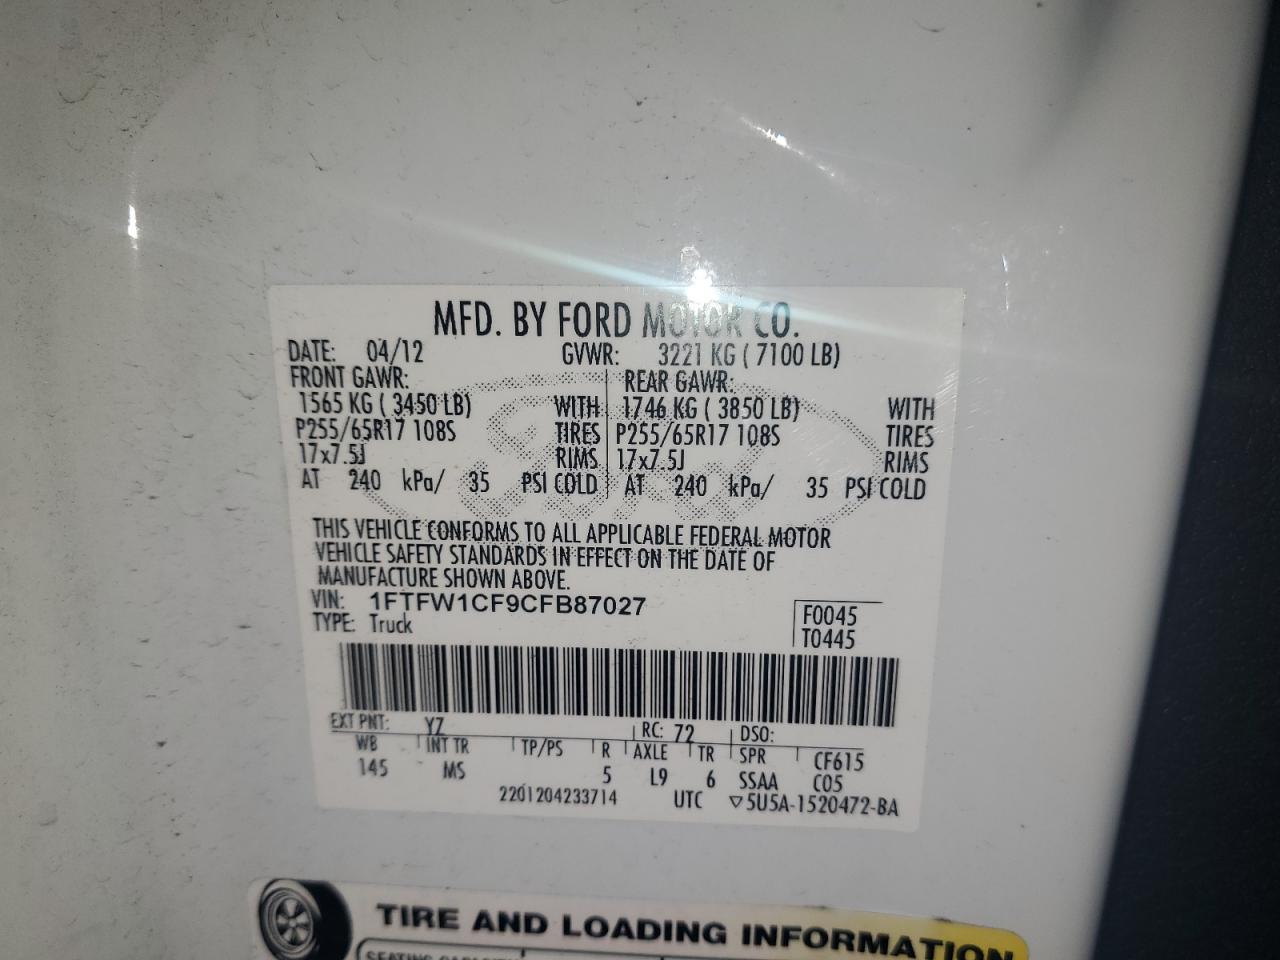 MFD. BY FORD MOTOR CO.
DATE: 04/12 GVWR: 3221 KG ( 7100 LB)
FRONT GAWR: REAR GAWR:
1565 KG ( 3450 LB) WITH 1746 KG ( 3850 LB) WITH
P255/65R17 108S TIRES P255/65R17 108S TIRES
17x7.5J RIMS 17x7.5J RIMS
AT 240 kPa/ 35 PSI COLD AT 240 kPa/ 35 PSI COLD
THIS VEHICLE CONFORMS TO ALL APPLICABLE FEDERAL MOTOR
VEHICLE SAFETY STANDARDS IN EFFECT ON THE DATE OF
MANUFACTURE SHOWN ABOVE.
VIN: 1FTFW1CF9CFB87027 F0045
TYPE: Truck T0445
EXT PNT: YZ RC: 72 DSO:
WB INT TR TP/PS R AXLE TR SPR CF615
145 MS 5 L9 6 SSAA C05
2201204233714 UTC ▽5U5A-1520472-BA
TIRE AND LOADING INFORMATION
SEATING CAPACITY